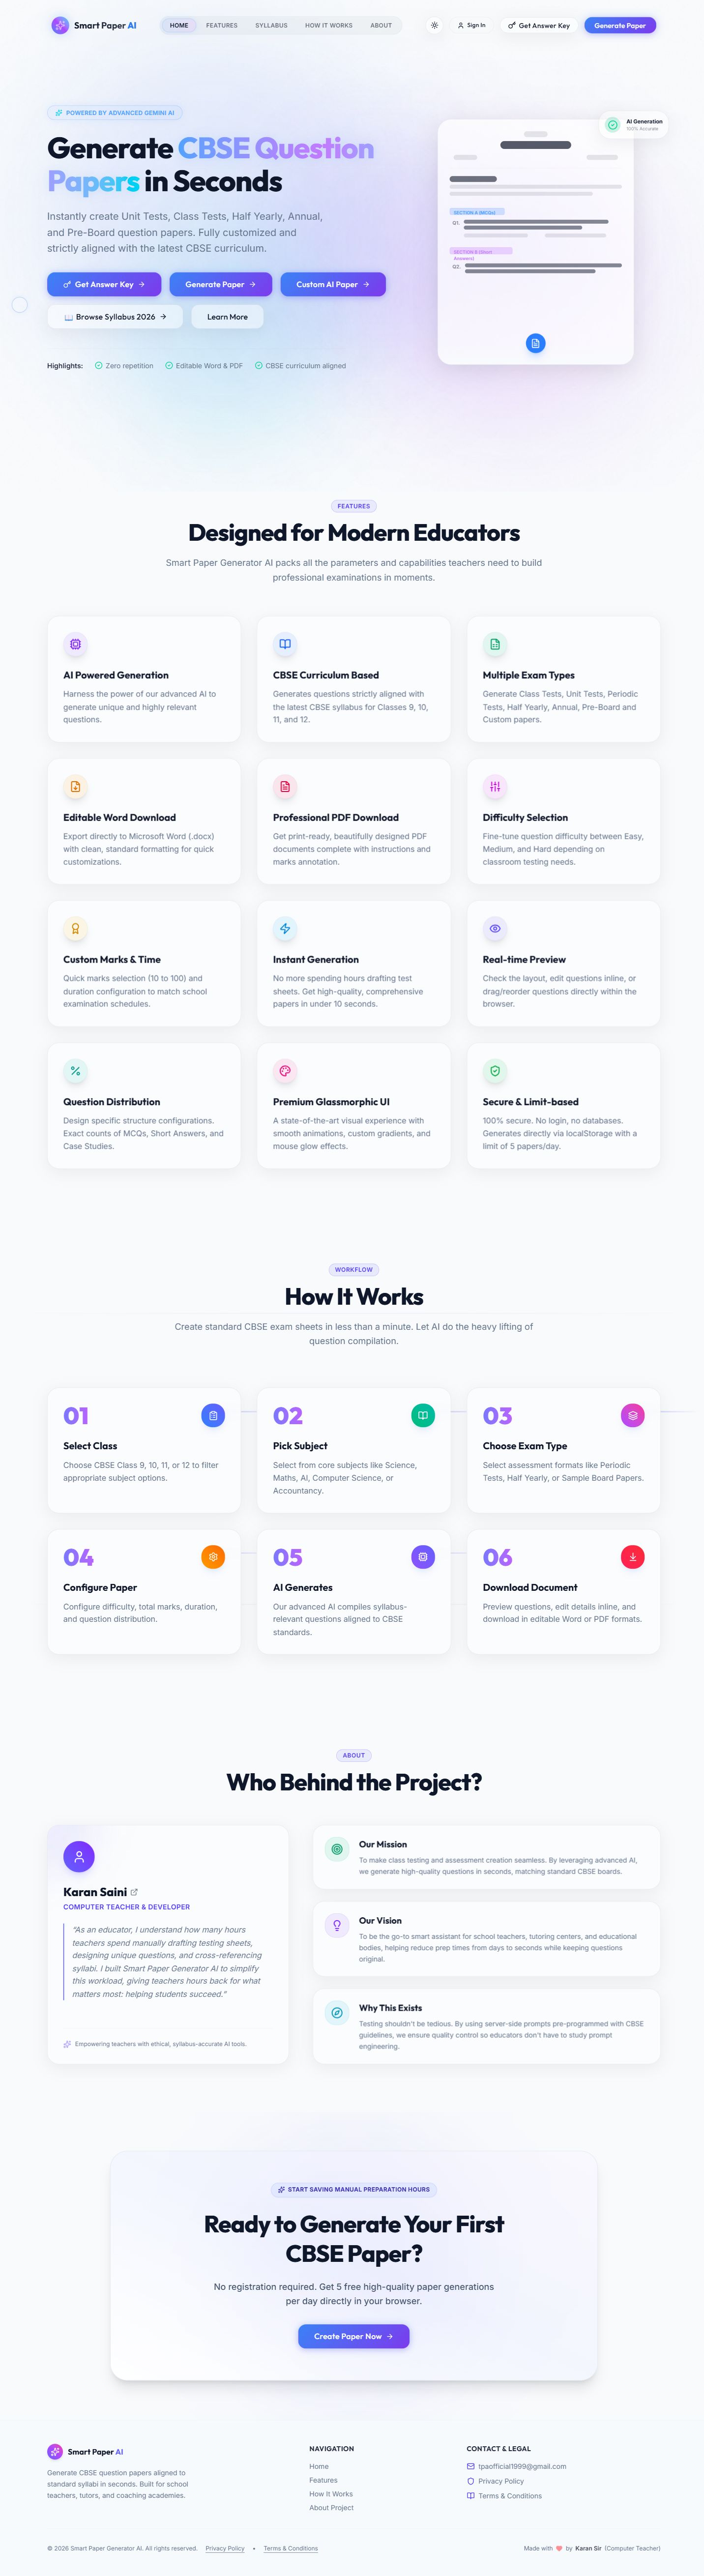 Smart Paper AI
HOME
FEATURES
SYLLABUS
HOW IT WORKS
ABOUT
Sign In
Get Answer Key
Generate Paper
POWERED BY ADVANCED GEMINI AI
Generate CBSE Question
Papers in Seconds
Instantly create Unit Tests, Class Tests, Half Yearly, Annual,
and Pre-Board question papers. Fully customized and
strictly aligned with the latest CBSE curriculum.
Get Answer Key
Generate Paper
Custom AI Paper
Browse Syllabus 2026
Learn More
Highlights:
Zero repetition
Editable Word & PDF
CBSE curriculum aligned
AI Generation
100% Accurate
SECTION A (MCQs)
Q1.
SECTION B (Short
Answers)
Q2.
FEATURES
Designed for Modern Educators
Smart Paper Generator AI packs all the parameters and capabilities teachers need to build
professional examinations in moments.
AI Powered Generation
Harness the power of our advanced AI to
generate unique and highly relevant
questions.
CBSE Curriculum Based
Generates questions strictly aligned with
the latest CBSE syllabus for Classes 9, 10,
11, and 12.
Multiple Exam Types
Generate Class Tests, Unit Tests, Periodic
Tests, Half Yearly, Annual, Pre-Board and
Custom papers.
Editable Word Download
Export directly to Microsoft Word (.docx)
with clean, standard formatting for quick
customizations.
Professional PDF Download
Get print-ready, beautifully designed PDF
documents complete with instructions and
marks annotation.
Difficulty Selection
Fine-tune question difficulty between Easy,
Medium, and Hard depending on
classroom testing needs.
Custom Marks & Time
Quick marks selection (10 to 100) and
duration configuration to match school
examination schedules.
Instant Generation
No more spending hours drafting test
sheets. Get high-quality, comprehensive
papers in under 10 seconds.
Real-time Preview
Check the layout, edit questions inline, or
drag/reorder questions directly within the
browser.
Question Distribution
Design specific structure configurations.
Exact counts of MCQs, Short Answers, and
Case Studies.
Premium Glassmorphic UI
A state-of-the-art visual experience with
smooth animations, custom gradients, and
mouse glow effects.
Secure & Limit-based
100% secure. No login, no databases.
Generates directly via localStorage with a
limit of 5 papers/day.
WORKFLOW
How It Works
Create standard CBSE exam sheets in less than a minute. Let AI do the heavy lifting of
question compilation.
01
Select Class
Choose CBSE Class 9, 10, 11, or 12 to filter
appropriate subject options.
02
Pick Subject
Select from core subjects like Science,
Maths, AI, Computer Science, or
Accountancy.
03
Choose Exam Type
Select assessment formats like Periodic
Tests, Half Yearly, or Sample Board Papers.
04
Configure Paper
Configure difficulty, total marks, duration,
and question distribution.
05
AI Generates
Our advanced AI compiles syllabus-
relevant questions aligned to CBSE
standards.
06
Download Document
Preview questions, edit details inline, and
download in editable Word or PDF formats.
ABOUT
Who Behind the Project?
Karan Saini
COMPUTER TEACHER & DEVELOPER
"As an educator, I understand how many hours
teachers spend manually drafting testing sheets,
designing unique questions, and cross-referencing
syllabi. I built Smart Paper Generator AI to simplify
this workload, giving teachers hours back for what
matters most: helping students succeed."
Empowering teachers with ethical, syllabus-accurate AI tools.
Our Mission
To make class testing and assessment creation seamless. By leveraging advanced AI,
we generate high-quality questions in seconds, matching standard CBSE boards.
Our Vision
To be the go-to smart assistant for school teachers, tutoring centers, and educational
bodies, helping reduce prep times from days to seconds while keeping questions
original.
Why This Exists
Testing shouldn't be tedious. By using server-side prompts pre-programmed with CBSE
guidelines, we ensure quality control so educators don't have to study prompt
engineering.
START SAVING MANUAL PREPARATION HOURS
Ready to Generate Your First
CBSE Paper?
No registration required. Get 5 free high-quality paper generations
per day directly in your browser.
Create Paper Now
Smart Paper AI
Generate CBSE question papers aligned to
standard syllabi in seconds. Built for school
teachers, tutors, and coaching academies.
NAVIGATION
Home
Features
How It Works
About Project
CONTACT & LEGAL
tpaofficial1999@gmail.com
Privacy Policy
Terms & Conditions
© 2026 Smart Paper Generator AI. All rights reserved.
Privacy Policy
•
Terms & Conditions
Made with ❤️ by Karan Sir (Computer Teacher)